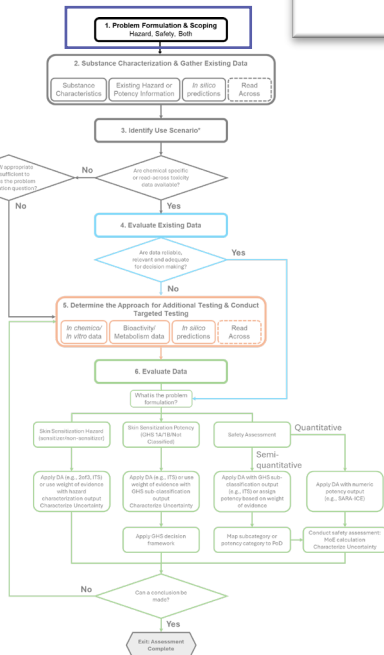 1. Problem Formulation & Scoping
Hazard, Safety, Both
2. Substance Characterization & Gather Existing Data
Substance
Characteristics
Existing Hazard or
Potency Information
In silico
predictions
Read
Across
3. Identify Use Scenario*
appropriate
sufficient to
s the problem
tion question?
No
Are chemical specific
or read-across toxicity
data available?
No
Yes
4. Evaluate Existing Data
Are data reliable,
relevant and adequate
for decision making?
Yes
No
5. Determine the Approach for Additional Testing & Conduct
Targeted Testing
In chemico/
In vitro data
Bioactivity/
Metabolism data
In silico
predictions
Read
Across
6. Evaluate Data
What is the problem
formulation?
Skin Sensitization Hazard
(sensitizer/non-sensitizer)
Skin Sensitization Potency
(GHS 1A/1B/Not
Classified)
Safety Assessment
Quantitative
Semi-
quantitative
Apply DA (e.g., 2o3, ITS)
or use weight of evidence
with hazard
characterization output
Characterize Uncertainty
Apply DA (e.g., ITS) or use
weight of evidence with
GHS sub classification
output
Characterize Uncertainty
Apply DA with GHS sub-
classification output
(e.g., ITS) or assign
potency based on weight
of evidence
Apply DA with numeric
potency output
(e.g., SARA-ICE)
Apply GHS decision
framework
Map subcategory or
potency category to PoD
Conduct safety assessment:
PoE calculation
Characterize Uncertainty
No
Can a conclusion be
made?
Yes
Exit: Assessment
Complete